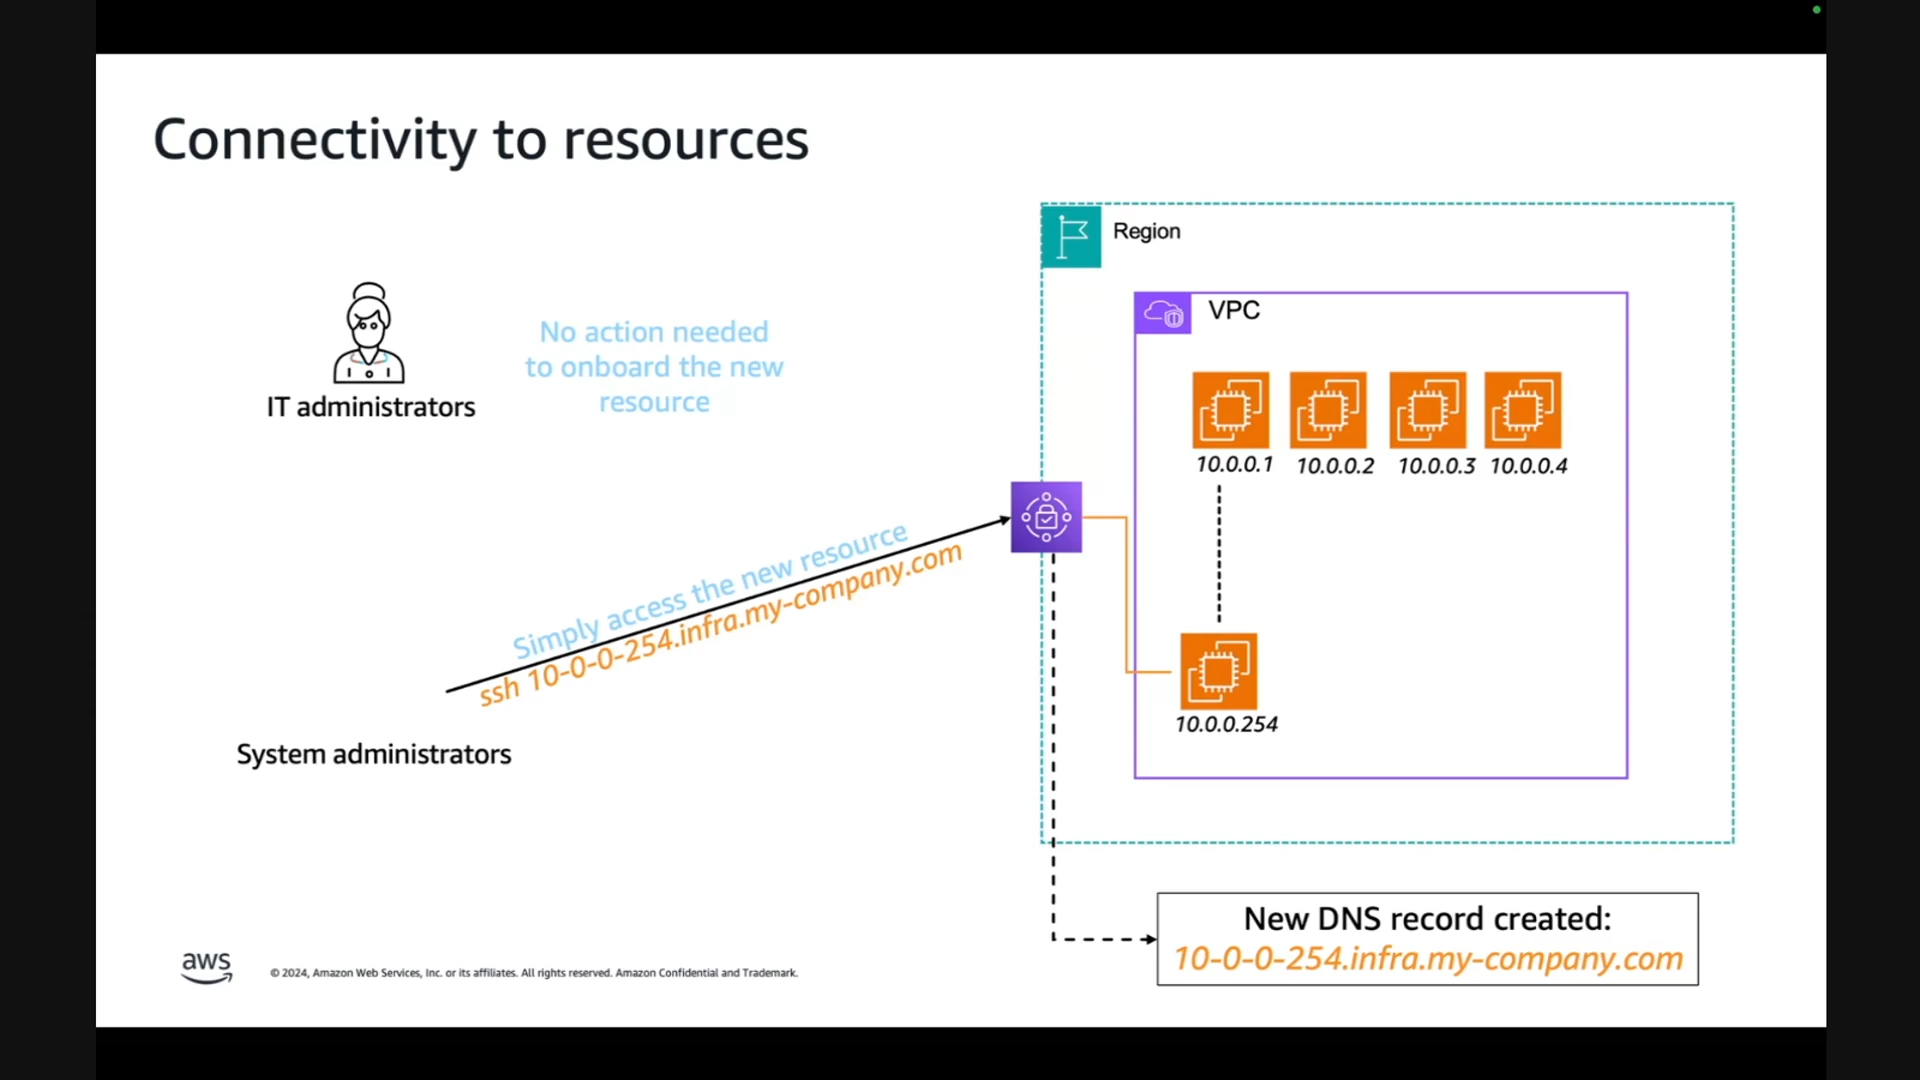 Connectivity to resources
Region
VPC
No action needed
to onboard the new
resource
IT administrators
10.0.0.1
10.0.0.2
10.0.0.3
10.0.0.4
Simply access the new resource
ssh 10-0-0-254.infra.my-company.com
10.0.0.254
System administrators
New DNS record created:
10-0-0-254.infra.my-company.com
aws
© 2024, Amazon Web Services, Inc. or its affiliates. All rights reserved. Amazon Confidential and Trademark.